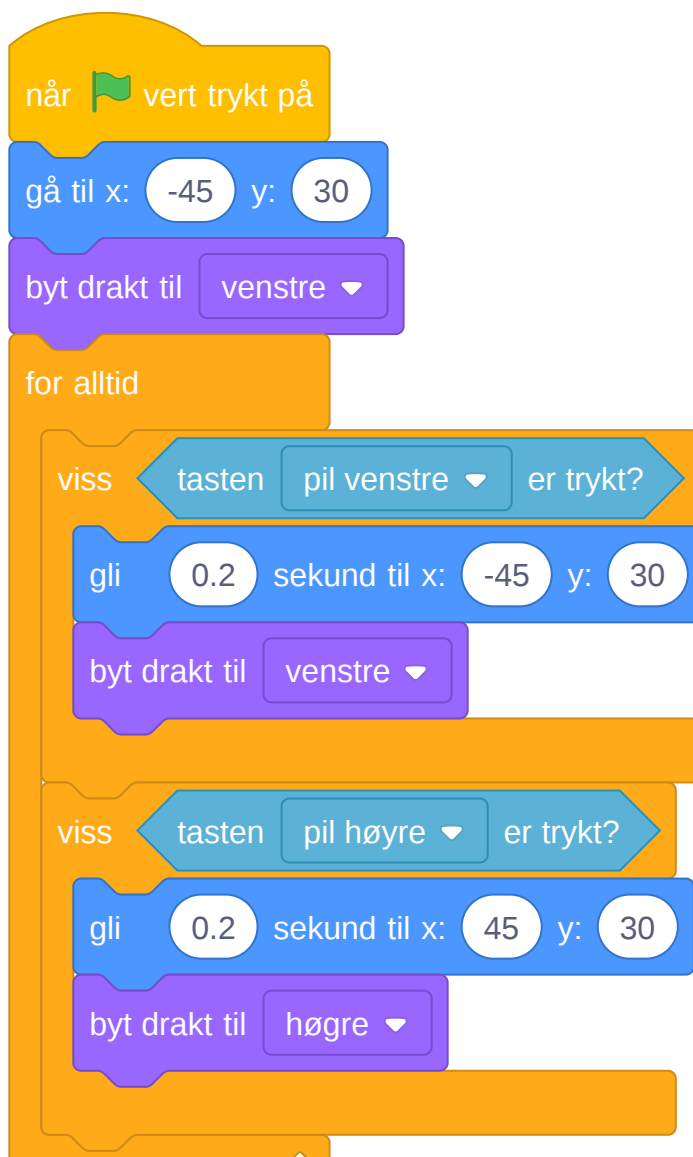 når vert trykt på
gå til x: -45 y: 30
byt drakt til venstre
for alltid
viss tasten pil venstre er trykt?
gli 0.2 sekund til x: -45 y: 30
byt drakt til venstre
viss tasten pil høyre er trykt?
gli 0.2 sekund til x: 45 y: 30
byt drakt til høgre